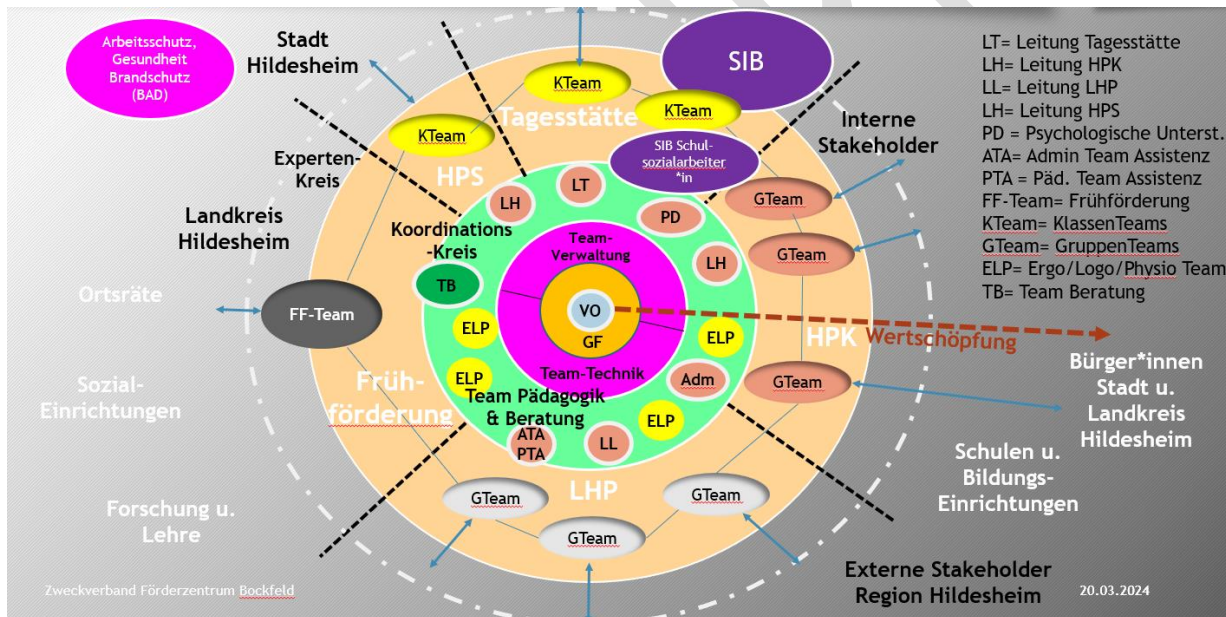 Arbeitsschutz,
Gesundheit
Brandschutz
(BAD)
Stadt
Hildesheim
Experten-
Kreis
Landkreis
Hildesheim
Ortsräte
Sozial-
Einrichtungen
Forschung u.
Lehre
Zweckverband Förderzentrum Bockfeld
KTeam
Tagesstätte
KTeam
KTeam
HPS
SIB
SIB Schul-
sozialarbeiter
*in
Interne
Stakeholder
LH
LT
PD
LH
Koordinations
-Kreis
TB
FF-Team
Team-
Verwaltung
VO
GF
Team-Technik
ELP
ELP
Team Pädagogik
& Beratung
ATA
PTA
LL
ELP
Adm
ELP
Früh-
förderung
LHP
HPK
Wertschöpfung
GTeam
GTeam
GTeam
GTeam
GTeam
GTeam
LT= Leitung Tagesstätte
LH= Leitung HPK
LL= Leitung LHP
LH= Leitung HPS
PD = Psychologische Unterst.
ATA= Admin Team Assistenz
PTA = Päd. Team Assistenz
FF-Team= Frühförderung
KTeam= KlassenTeams
GTeam= GruppenTeams
ELP= Ergo/Logo/Physio Team
TB= Team Beratung
Bürger*innen
Stadt u.
Landkreis
Hildesheim
Schulen u.
Bildungs-
Einrichtungen
Externe Stakeholder
Region Hildesheim
20.03.2024